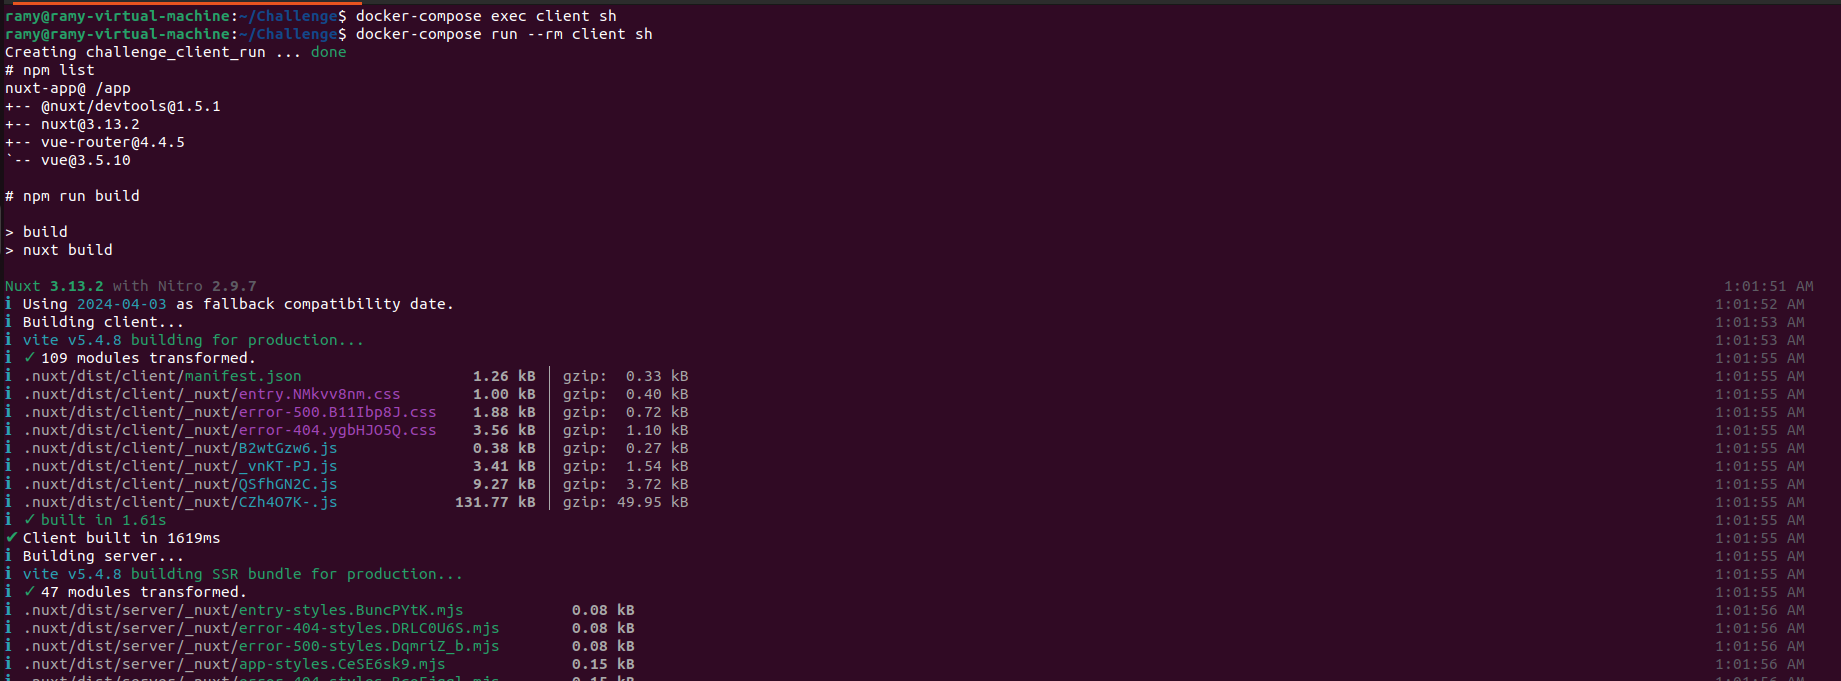 ramy@ramy-virtual-machine:~/Challenge$ docker-compose exec client sh
ramy@ramy-virtual-machine:~/Challenge$ docker-compose run --rm client sh
Creating challenge_client_run ... done
# npm list
nuxt-app@ /app
+-- @nuxt/devtools@1.5.1
+-- nuxt@3.13.2
+-- vue-router@4.4.5
`-- vue@3.5.10
# npm run build
> build
> nuxt build
Nuxt 3.13.2 with Nitro 2.9.7 1:01:51 AM
ℹ Using 2024-04-03 as fallback compatibility date. 1:01:52 AM
ℹ Building client... 1:01:53 AM
ℹ vite v5.4.8 building for production... 1:01:53 AM
ℹ ✓ 109 modules transformed. 1:01:55 AM
ℹ .nuxt/dist/client/manifest.json 1.26 kB │ gzip: 0.33 kB 1:01:55 AM
ℹ .nuxt/dist/client/_nuxt/entry.NMkvv8nm.css 1.00 kB │ gzip: 0.40 kB 1:01:55 AM
ℹ .nuxt/dist/client/_nuxt/error-500.B11Ibp8J.css 1.88 kB │ gzip: 0.72 kB 1:01:55 AM
ℹ .nuxt/dist/client/_nuxt/error-404.ygbHJO5Q.css 3.56 kB │ gzip: 1.10 kB 1:01:55 AM
ℹ .nuxt/dist/client/_nuxt/B2wtGzw6.js 0.38 kB │ gzip: 0.27 kB 1:01:55 AM
ℹ .nuxt/dist/client/_nuxt/_vnKT-PJ.js 3.41 kB │ gzip: 1.54 kB 1:01:55 AM
ℹ .nuxt/dist/client/_nuxt/QSfhGN2C.js 9.27 kB │ gzip: 3.72 kB 1:01:55 AM
ℹ .nuxt/dist/client/_nuxt/CZh4O7K-.js 131.77 kB │ gzip: 49.95 kB 1:01:55 AM
ℹ ✓ built in 1.61s 1:01:55 AM
✔ Client built in 1619ms 1:01:55 AM
ℹ Building server... 1:01:55 AM
ℹ vite v5.4.8 building SSR bundle for production... 1:01:55 AM
ℹ ✓ 47 modules transformed. 1:01:55 AM
ℹ .nuxt/dist/server/_nuxt/entry-styles.BuncPYtK.mjs 0.08 kB 1:01:56 AM
ℹ .nuxt/dist/server/_nuxt/error-404-styles.DRLC0U6S.mjs 0.08 kB 1:01:56 AM
ℹ .nuxt/dist/server/_nuxt/error-500-styles.DqmriZ_b.mjs 0.08 kB 1:01:56 AM
ℹ .nuxt/dist/server/_nuxt/app-styles.CeSE6sk9.mjs 0.15 kB 1:01:56 AM